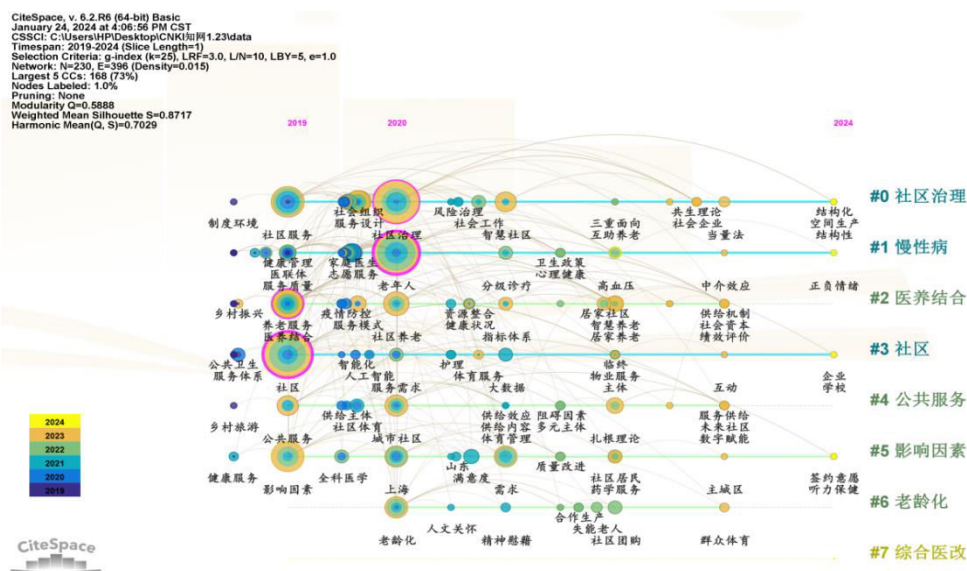 CiteSpace, v. 6.2.R6 (64-bit) Basic
January 24, 2024 at 4:06:56 PM CST
CSSCI: C:\Users\HP\Desktop\CNKI知网1.23\data
Timespan: 2019-2024 (Slice Length=1)
Selection Criteria: g-index (k=25), LRF=3.0, L/N=10, LBY=5, e=1.0
Network: N=230, E=396 (Density=0.015)
Largest 5 CCs: 168 (73%)
Nodes Labeled: 1.0%
Pruning: None
Modularity Q=0.5888
Weighted Mean Silhouette S=0.8717
Harmonic Mean(Q, S)=0.7029
2019 2020 2024
#0 社区治理
制度环境 社会组织 风险治理 共生理论 结构化
服务设计 社会工作 三重面向 社会企业 空间生产
社区服务 社区治理 智慧社区 互助养老 当量法 结构性
#1 慢性病
健康管理 家庭医生 卫生政策
医联体 志愿服务 心理健康
服务质量 老年人 分级诊疗 高血压 中介效应 正负情绪
#2 医养结合
乡村振兴 疫情防控 资源整合 居家社区 供给机制
养老服务 服务模式 健康状况 智慧养老 社会资本
医养结合 社区养老 指标体系 居家养老 绩效评价
#3 社区
公共卫生 智能化 护理 临终
服务体系 人工智能 体育服务 物业服务 企业
社区 服务需求 大数据 主体 互动 学校
#4 公共服务
乡村旅游 供给主体 供给效应 阻碍因素 服务供给
社区体育 供给内容 多元主体 未来社区
公共服务 城市社区 体育管理 扎根理论 数字赋能
#5 影响因素
健康服务 全科医学 山东 质量改进 社区居民 签约意愿
影响因素 上海 满意度 需求 药学服务 主城区 听力保健
#6 老龄化
人文关怀 合作生产
失能老人
老龄化 精神慰藉 社区团购 群众体育
#7 综合医改
2024
2023
2022
2021
2020
2019
CiteSpace